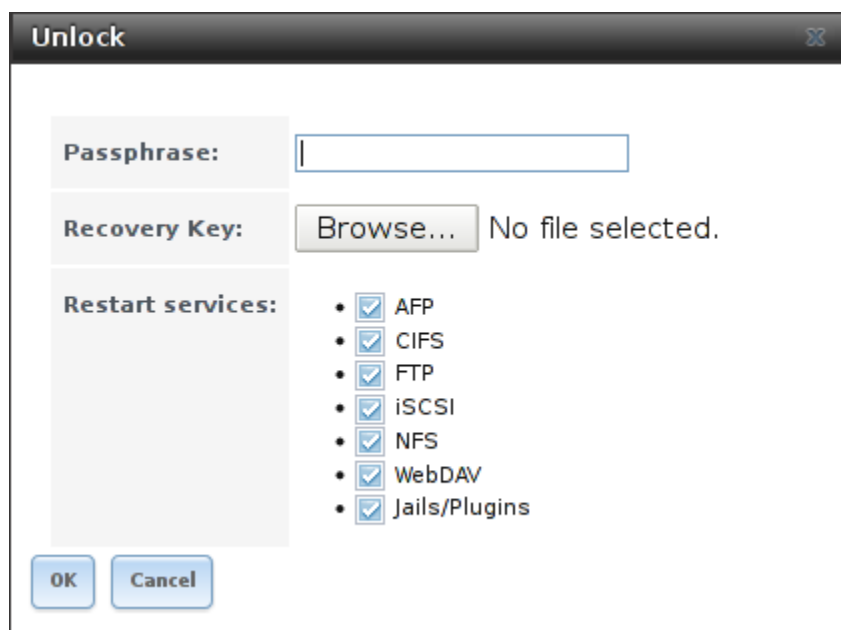 Unlock
Passphrase:
Recovery Key: Browse... No file selected.
Restart services:
AFP
CIFS
FTP
iSCSI
NFS
WebDAV
Jails/Plugins
OK Cancel